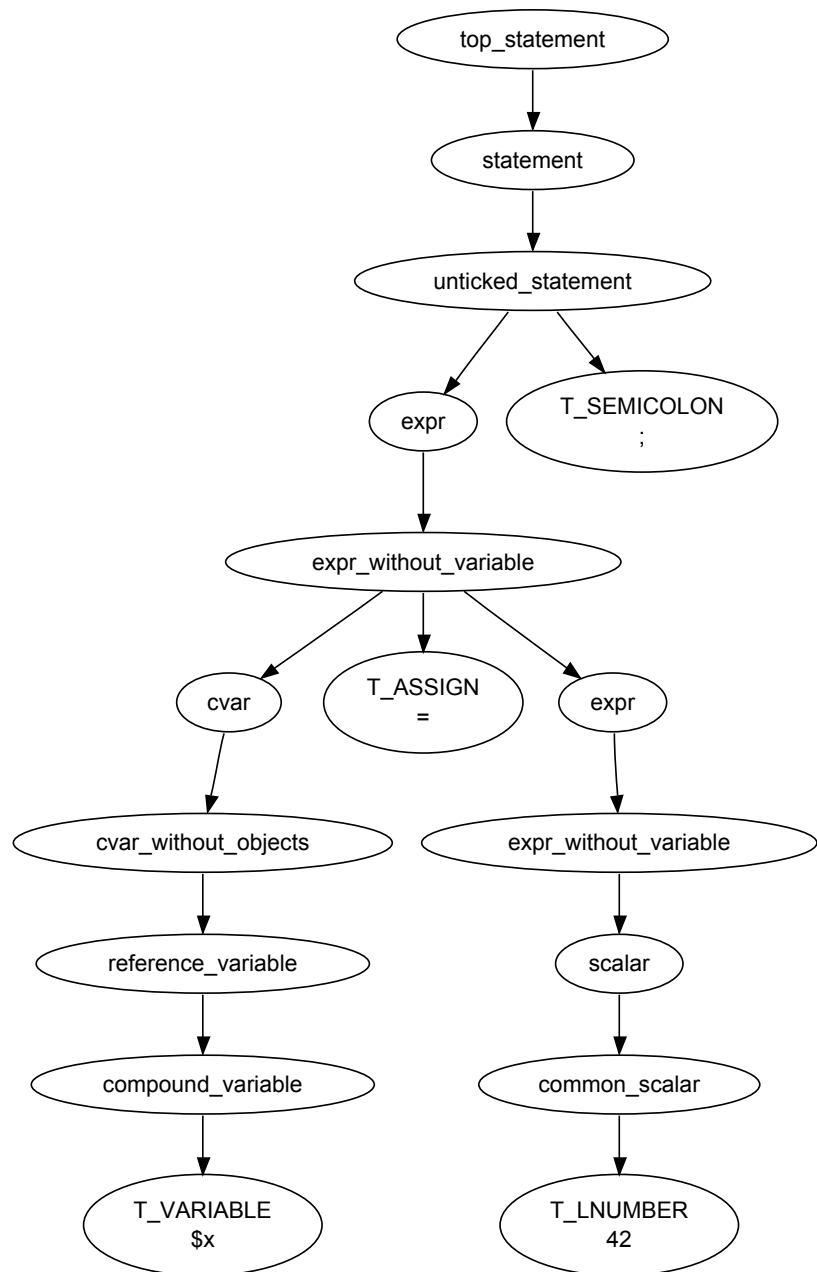 top_statement
statement
unticked_statement
expr
T_SEMICOLON
;
expr_without_variable
cvar
T_ASSIGN
=
expr
cvar_without_objects
expr_without_variable
reference_variable
scalar
compound_variable
common_scalar
T_VARIABLE
$x
T_LNUMBER
42